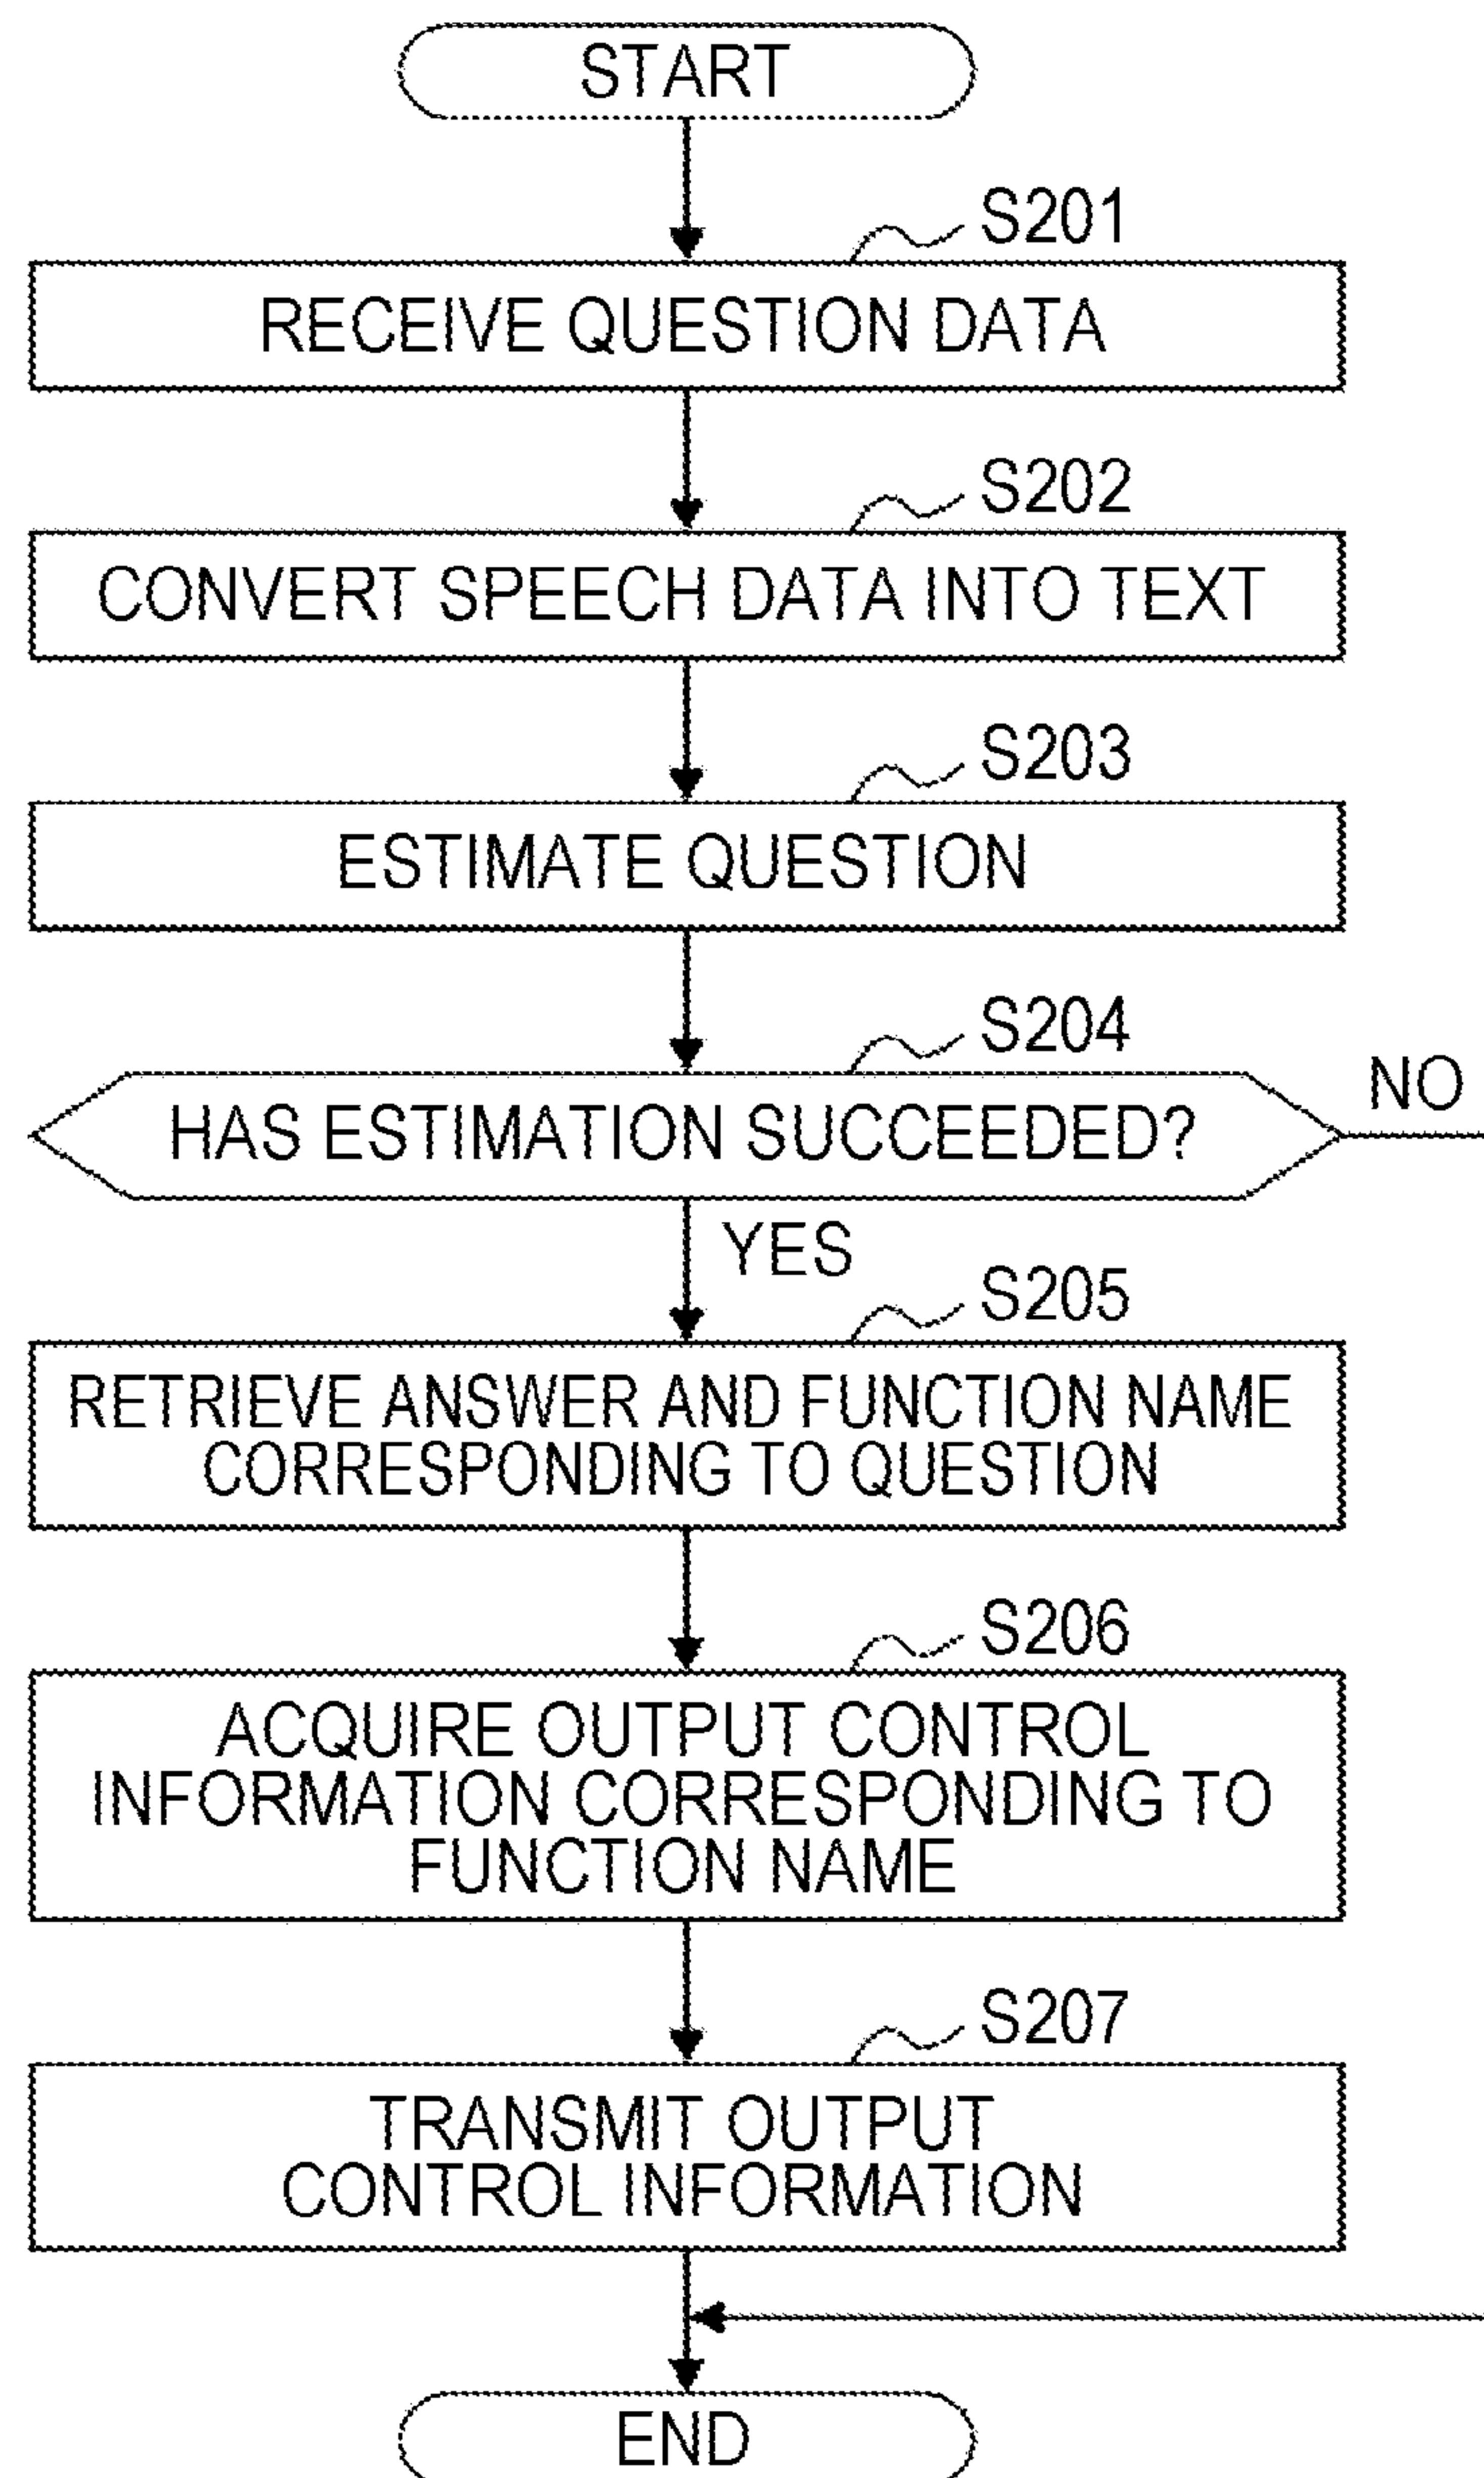 START
S201
RECEIVE QUESTION DATA
S202
CONVERT SPEECH DATA INTO TEXT
S203
ESTIMATE QUESTION
S204
HAS ESTIMATION SUCCEEDED?
NO
YES
S205
RETRIEVE ANSWER AND FUNCTION NAME
CORRESPONDING TO QUESTION
S206
ACQUIRE OUTPUT CONTROL
INFORMATION CORRESPONDING TO
FUNCTION NAME
S207
TRANSMIT OUTPUT
CONTROL INFORMATION
END